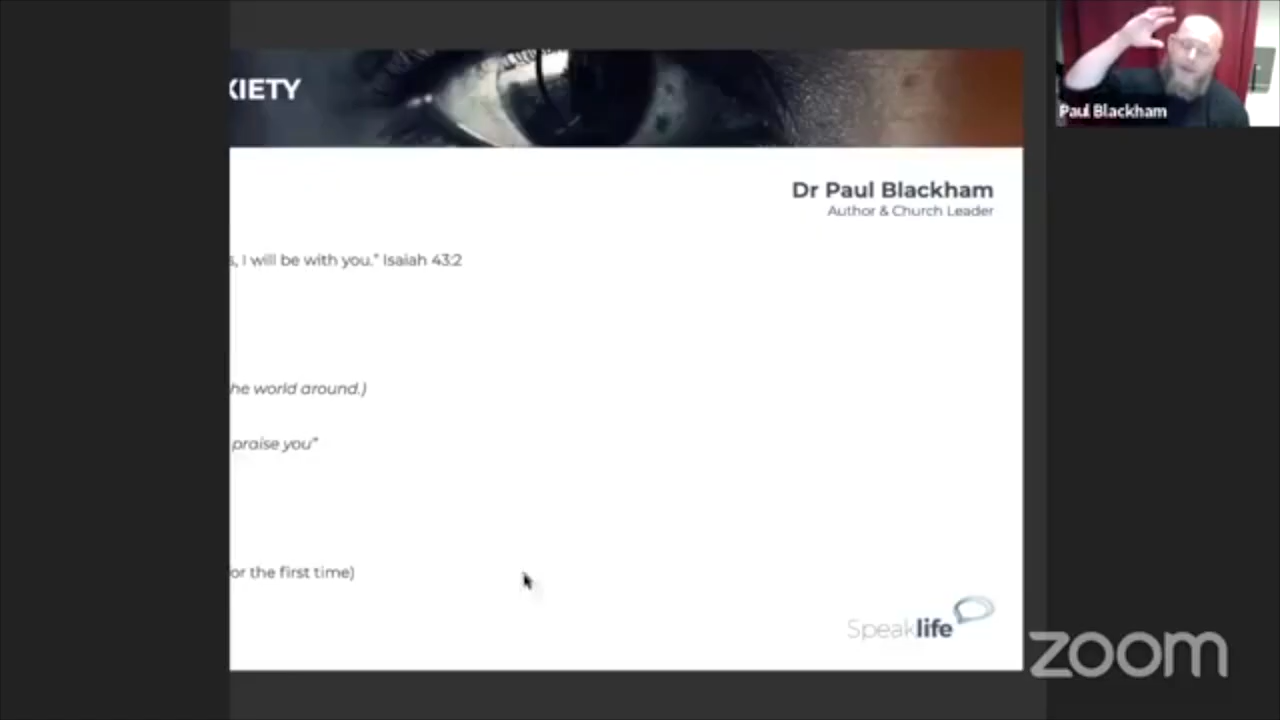 XIETY
Paul Blackham
Dr Paul Blackham
Author & Church Leader
s, I will be with you." Isaiah 43:2
he world around.)
praise you"
or the first time)
Speaklife
zoom